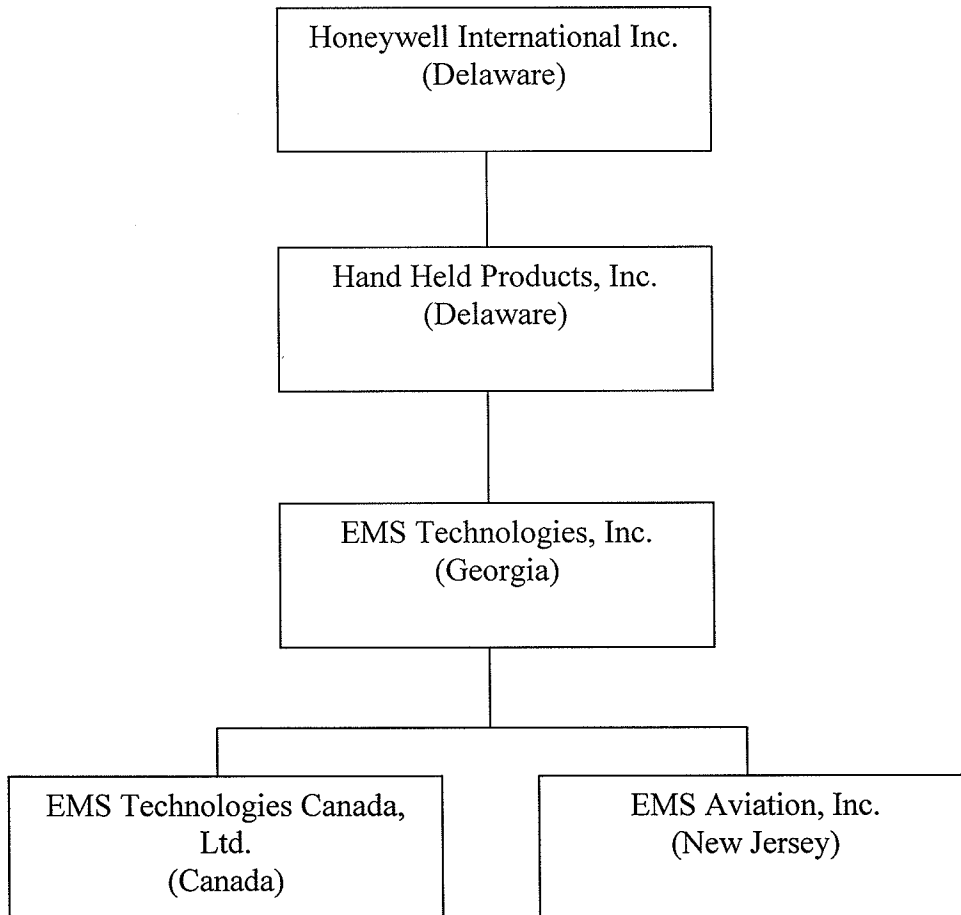 Honeywell International Inc.
(Delaware)
Hand Held Products, Inc.
(Delaware)
EMS Technologies, Inc.
(Georgia)
EMS Technologies Canada,
Ltd.
(Canada)
EMS Aviation, Inc.
(New Jersey)